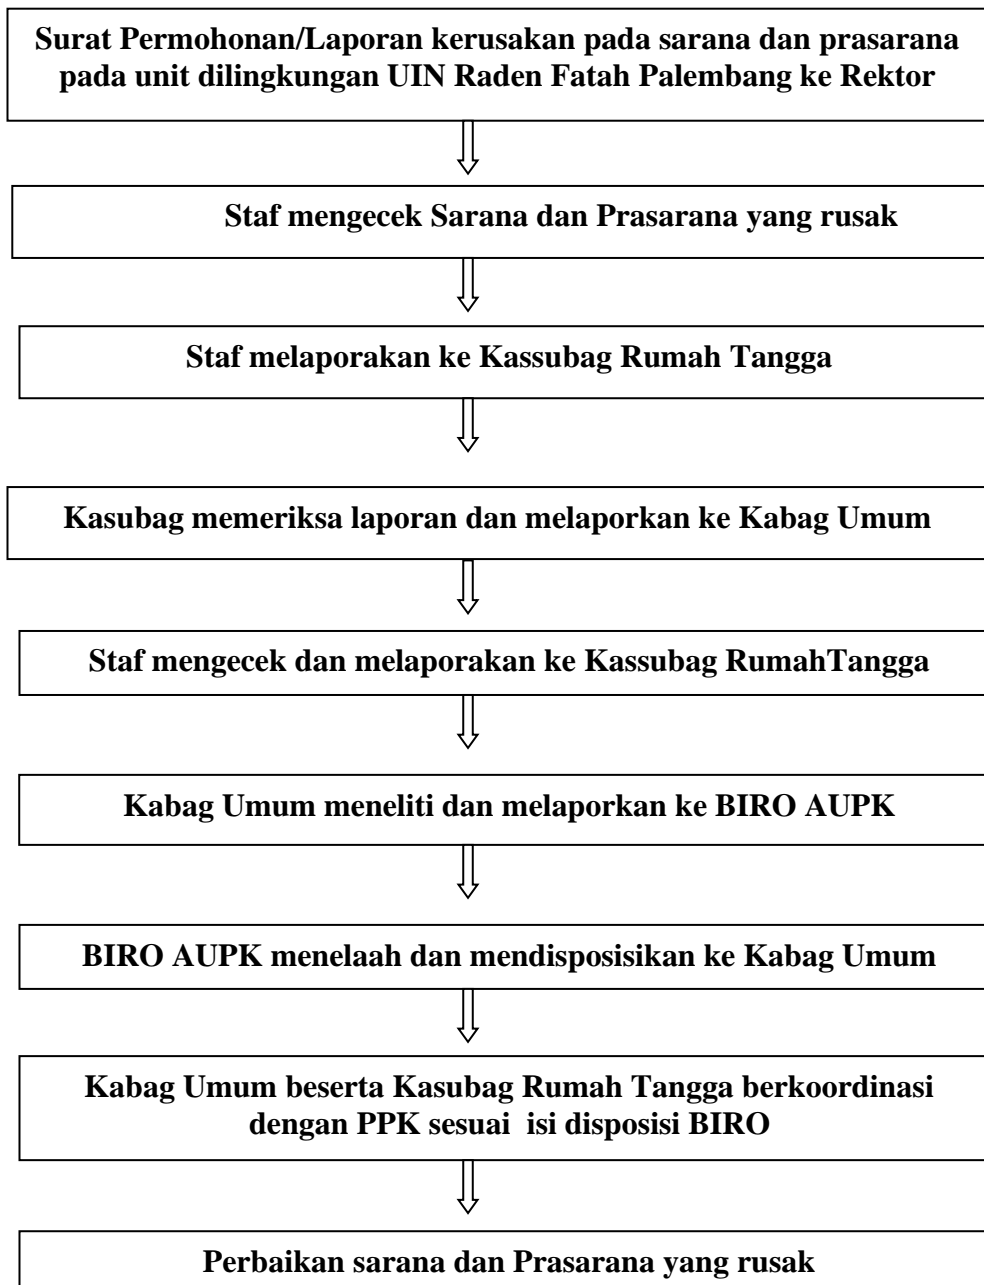 Surat Permohonan/Laporan kerusakan pada sarana dan prasarana
pada unit dilingkungan UIN Raden Fatah Palembang ke Rektor
Staf mengecek Sarana dan Prasarana yang rusak
Staf melaporakan ke Kassubag Rumah Tangga
Kasubag memeriksa laporan dan melaporkan ke Kabag Umum
Staf mengecek dan melaporakan ke Kassubag RumahTangga
Kabag Umum meneliti dan melaporkan ke BIRO AUPK
BIRO AUPK menelaah dan mendisposisikan ke Kabag Umum
Kabag Umum beserta Kasubag Rumah Tangga berkoordinasi
dengan PPK sesuai  isi disposisi BIRO
Perbaikan sarana dan Prasarana yang rusak